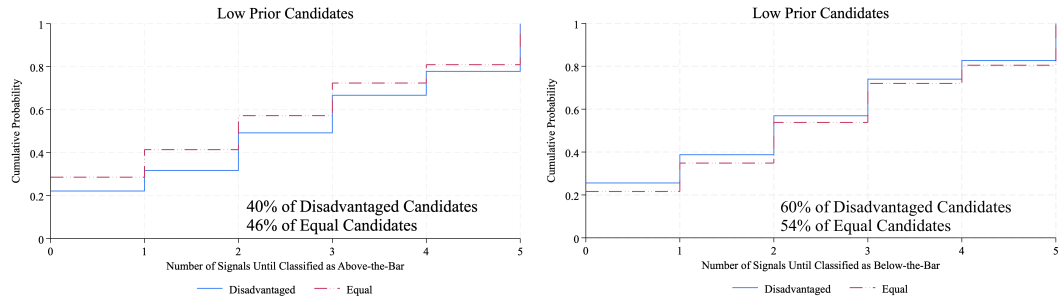 Low Prior Candidates
Cumulative Probability
1
0.8
0.6
0.4
0.2
0
40% of Disadvantaged Candidates
46% of Equal Candidates
0 1 2 3 4 5
Number of Signals Until Classified as Above-the-Bar
Disadvantaged Equal
Low Prior Candidates
Cumulative Probability
1
0.8
0.6
0.4
0.2
0
60% of Disadvantaged Candidates
54% of Equal Candidates
0 1 2 3 4 5
Number of Signals Until Classified as Below-the-Bar
Disadvantaged Equal